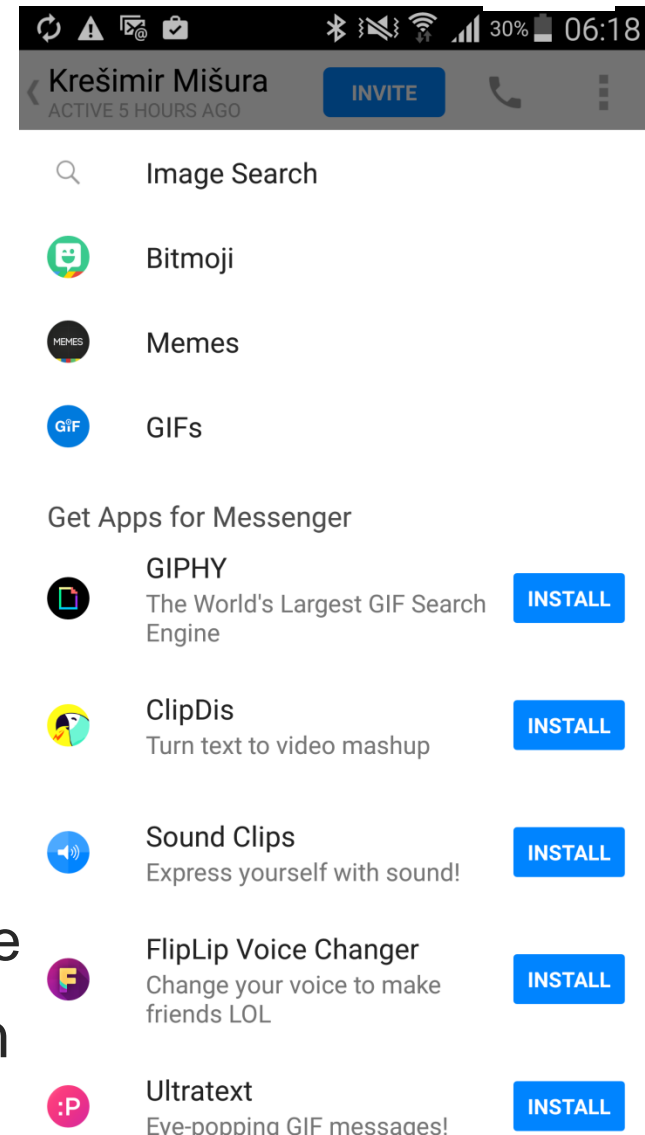 30% 06:18
Krešimir Mišura
ACTIVE 5 HOURS AGO
INVITE
Image Search
Bitmoji
MEMES
Memes
GIF
GIFs
Get Apps for Messenger
GIPHY
The World's Largest GIF Search
Engine
INSTALL
ClipDis
Turn text to video mashup
INSTALL
Sound Clips
Express yourself with sound!
INSTALL
e
FlipLip Voice Changer
Change your voice to make
friends LOL
F
INSTALL
n
:P
Ultratext
Eye-popping GIF messages!
INSTALL